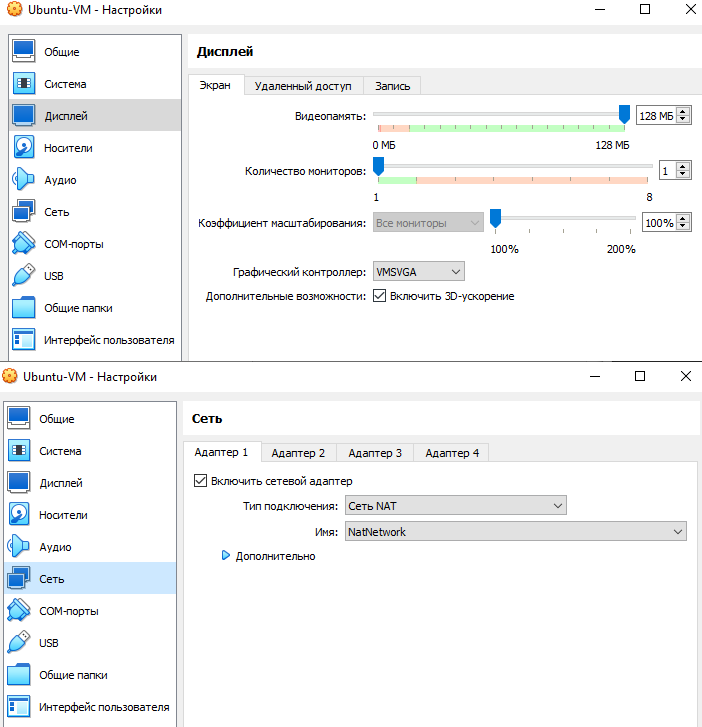 Ubuntu-VM - Настройки
Общие
Система
Дисплей
Носители
Аудио
Сеть
COM-порты
USB
Общие папки
Интерфейс пользователя
Дисплей
Экран Удаленный доступ Запись
Видеопамять: 128 МБ
0 МБ 128 МБ
Количество мониторов: 1
1 8
Коэффициент масштабирования: Все мониторы 100%
100% 200%
Графический контроллер: VMSVGA
Дополнительные возможности: Включить 3D-ускорение
Ubuntu-VM - Настройки
Общие
Система
Дисплей
Носители
Аудио
Сеть
COM-порты
USB
Общие папки
Интерфейс пользователя
Сеть
Адаптер 1 Адаптер 2 Адаптер 3 Адаптер 4
Включить сетевой адаптер
Тип подключения: Сеть NAT
Имя: NatNetwork
Дополнительно